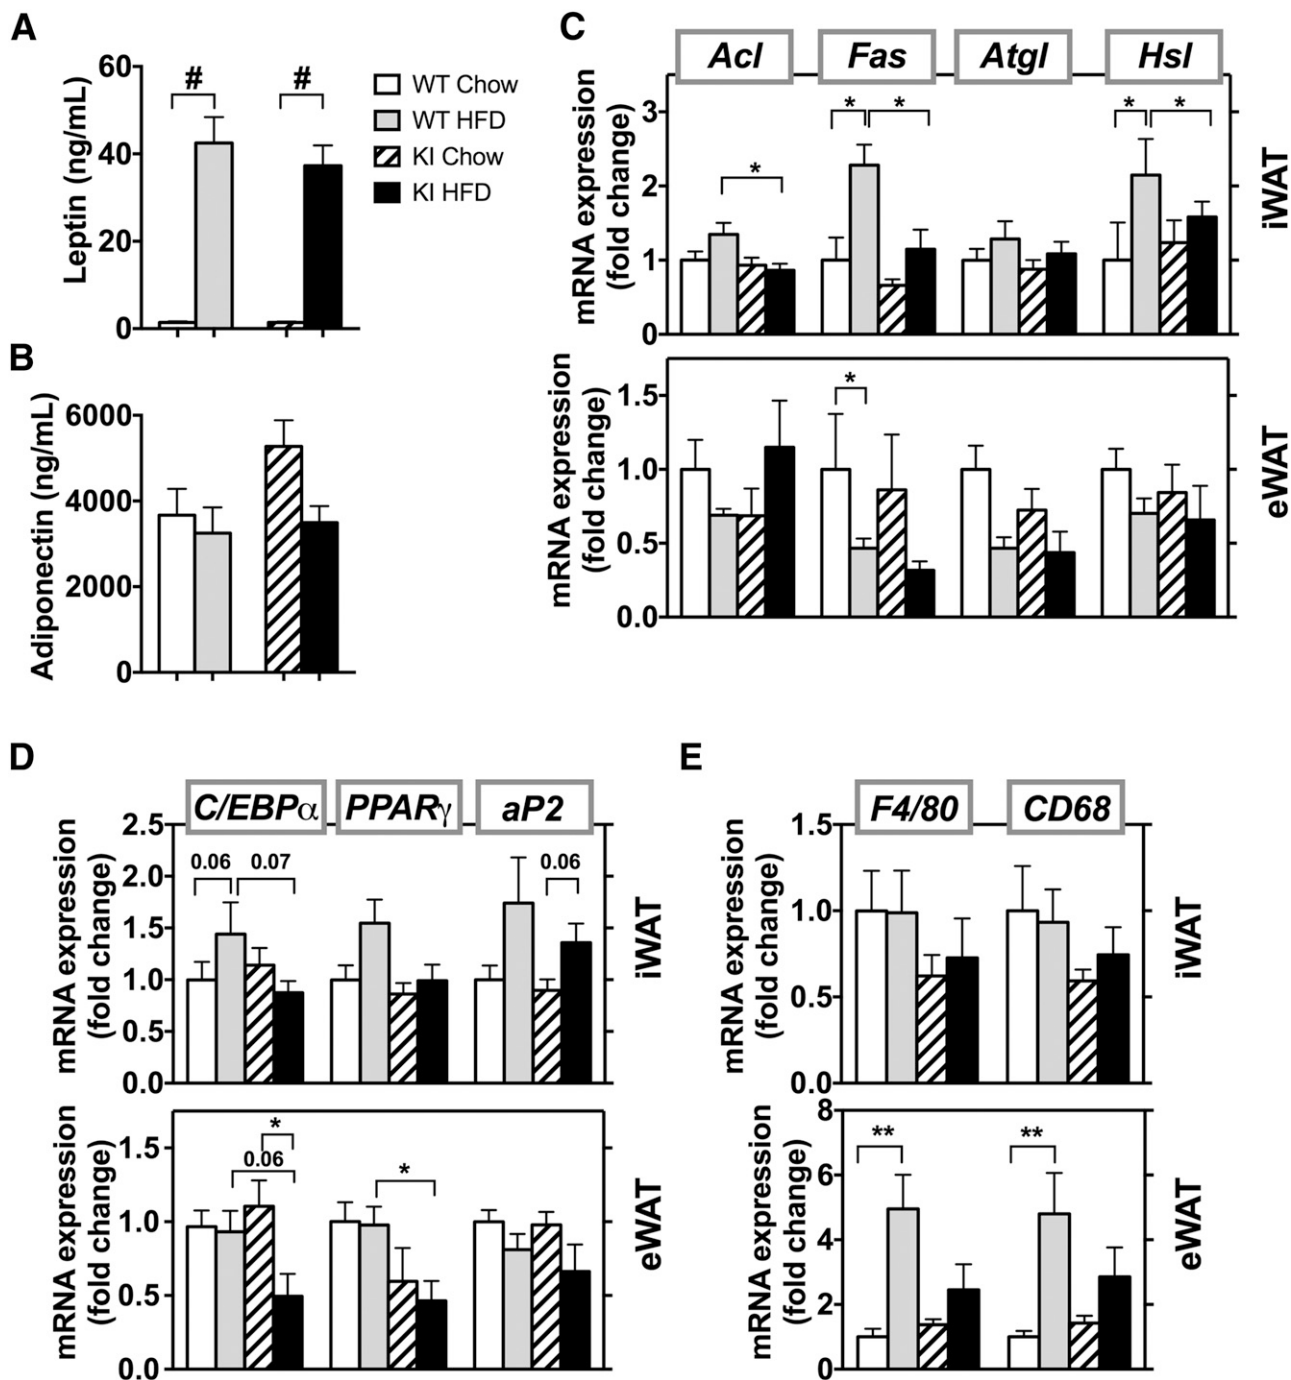 A
Leptin (ng/mL)
60
40
20
0
#
#
WT Chow
WT HFD
KI Chow
KI HFD
B
Adiponectin (ng/mL)
6000
4000
2000
0
C
Acl
Fas
Atgl
Hsl
mRNA expression
(fold change)
3
2
1
0
*
*
*
*
*
iWAT
mRNA expression
(fold change)
1.5
1.0
0.5
0.0
*
eWAT
D
C/EBPα
PPARγ
aP2
mRNA expression
(fold change)
2.5
2.0
1.5
1.0
0.5
0.0
0.06
0.07
0.06
iWAT
mRNA expression
(fold change)
1.5
1.0
0.5
0.0
*
0.06
*
eWAT
E
F4/80
CD68
mRNA expression
(fold change)
1.5
1.0
0.5
0.0
iWAT
mRNA expression
(fold change)
8
6
4
2
0
**
**
eWAT